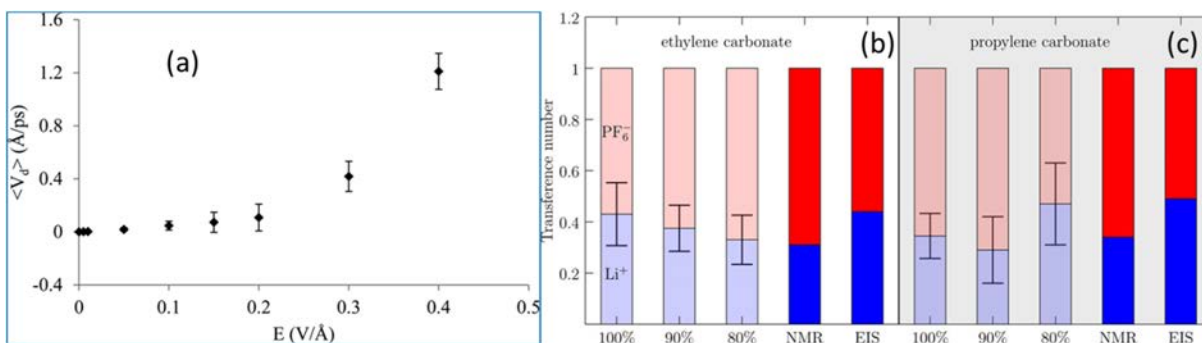 (a)
<V_d> (Å/ps)
1.6
1.2
0.8
0.4
0
-0.4
0 0.1 0.2 0.3 0.4 0.5
E (V/Å)
ethylene carbonate (b)
propylene carbonate (c)
Transference number
1.2
1
0.8
0.6
0.4
0.2
PF₆⁻
Li⁺
100% 90% 80% NMR EIS
100% 90% 80% NMR EIS